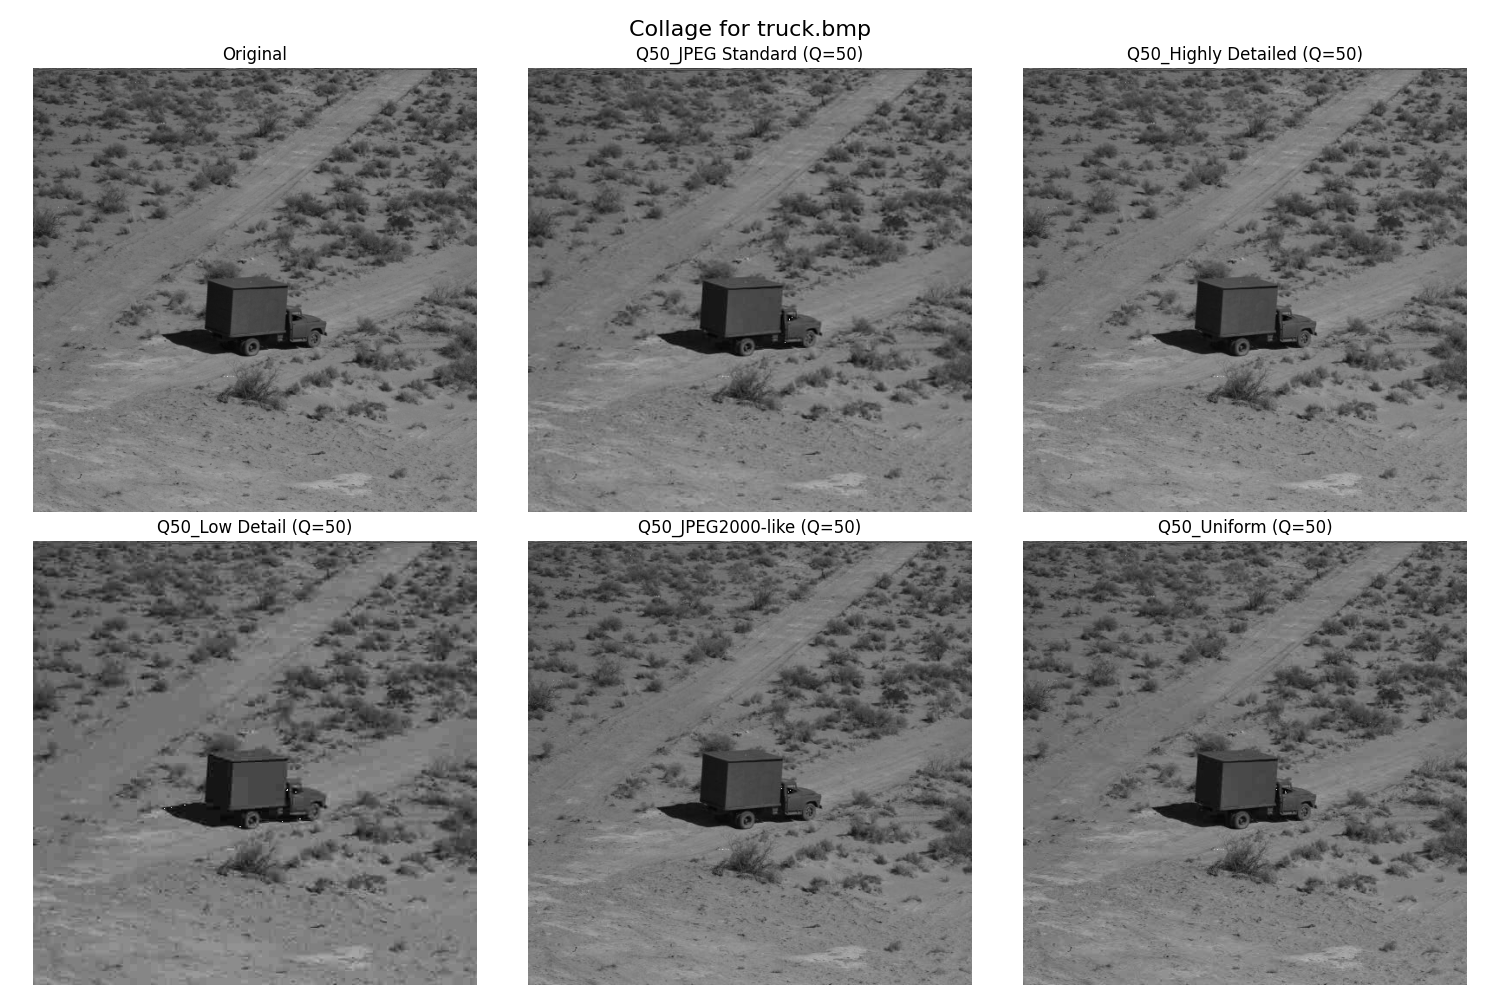 Collage for truck.bmp
Original
Q50_JPEG Standard (Q=50)
Q50_Highly Detailed (Q=50)
Q50_Low Detail (Q=50)
Q50_JPEG2000-like (Q=50)
Q50_Uniform (Q=50)